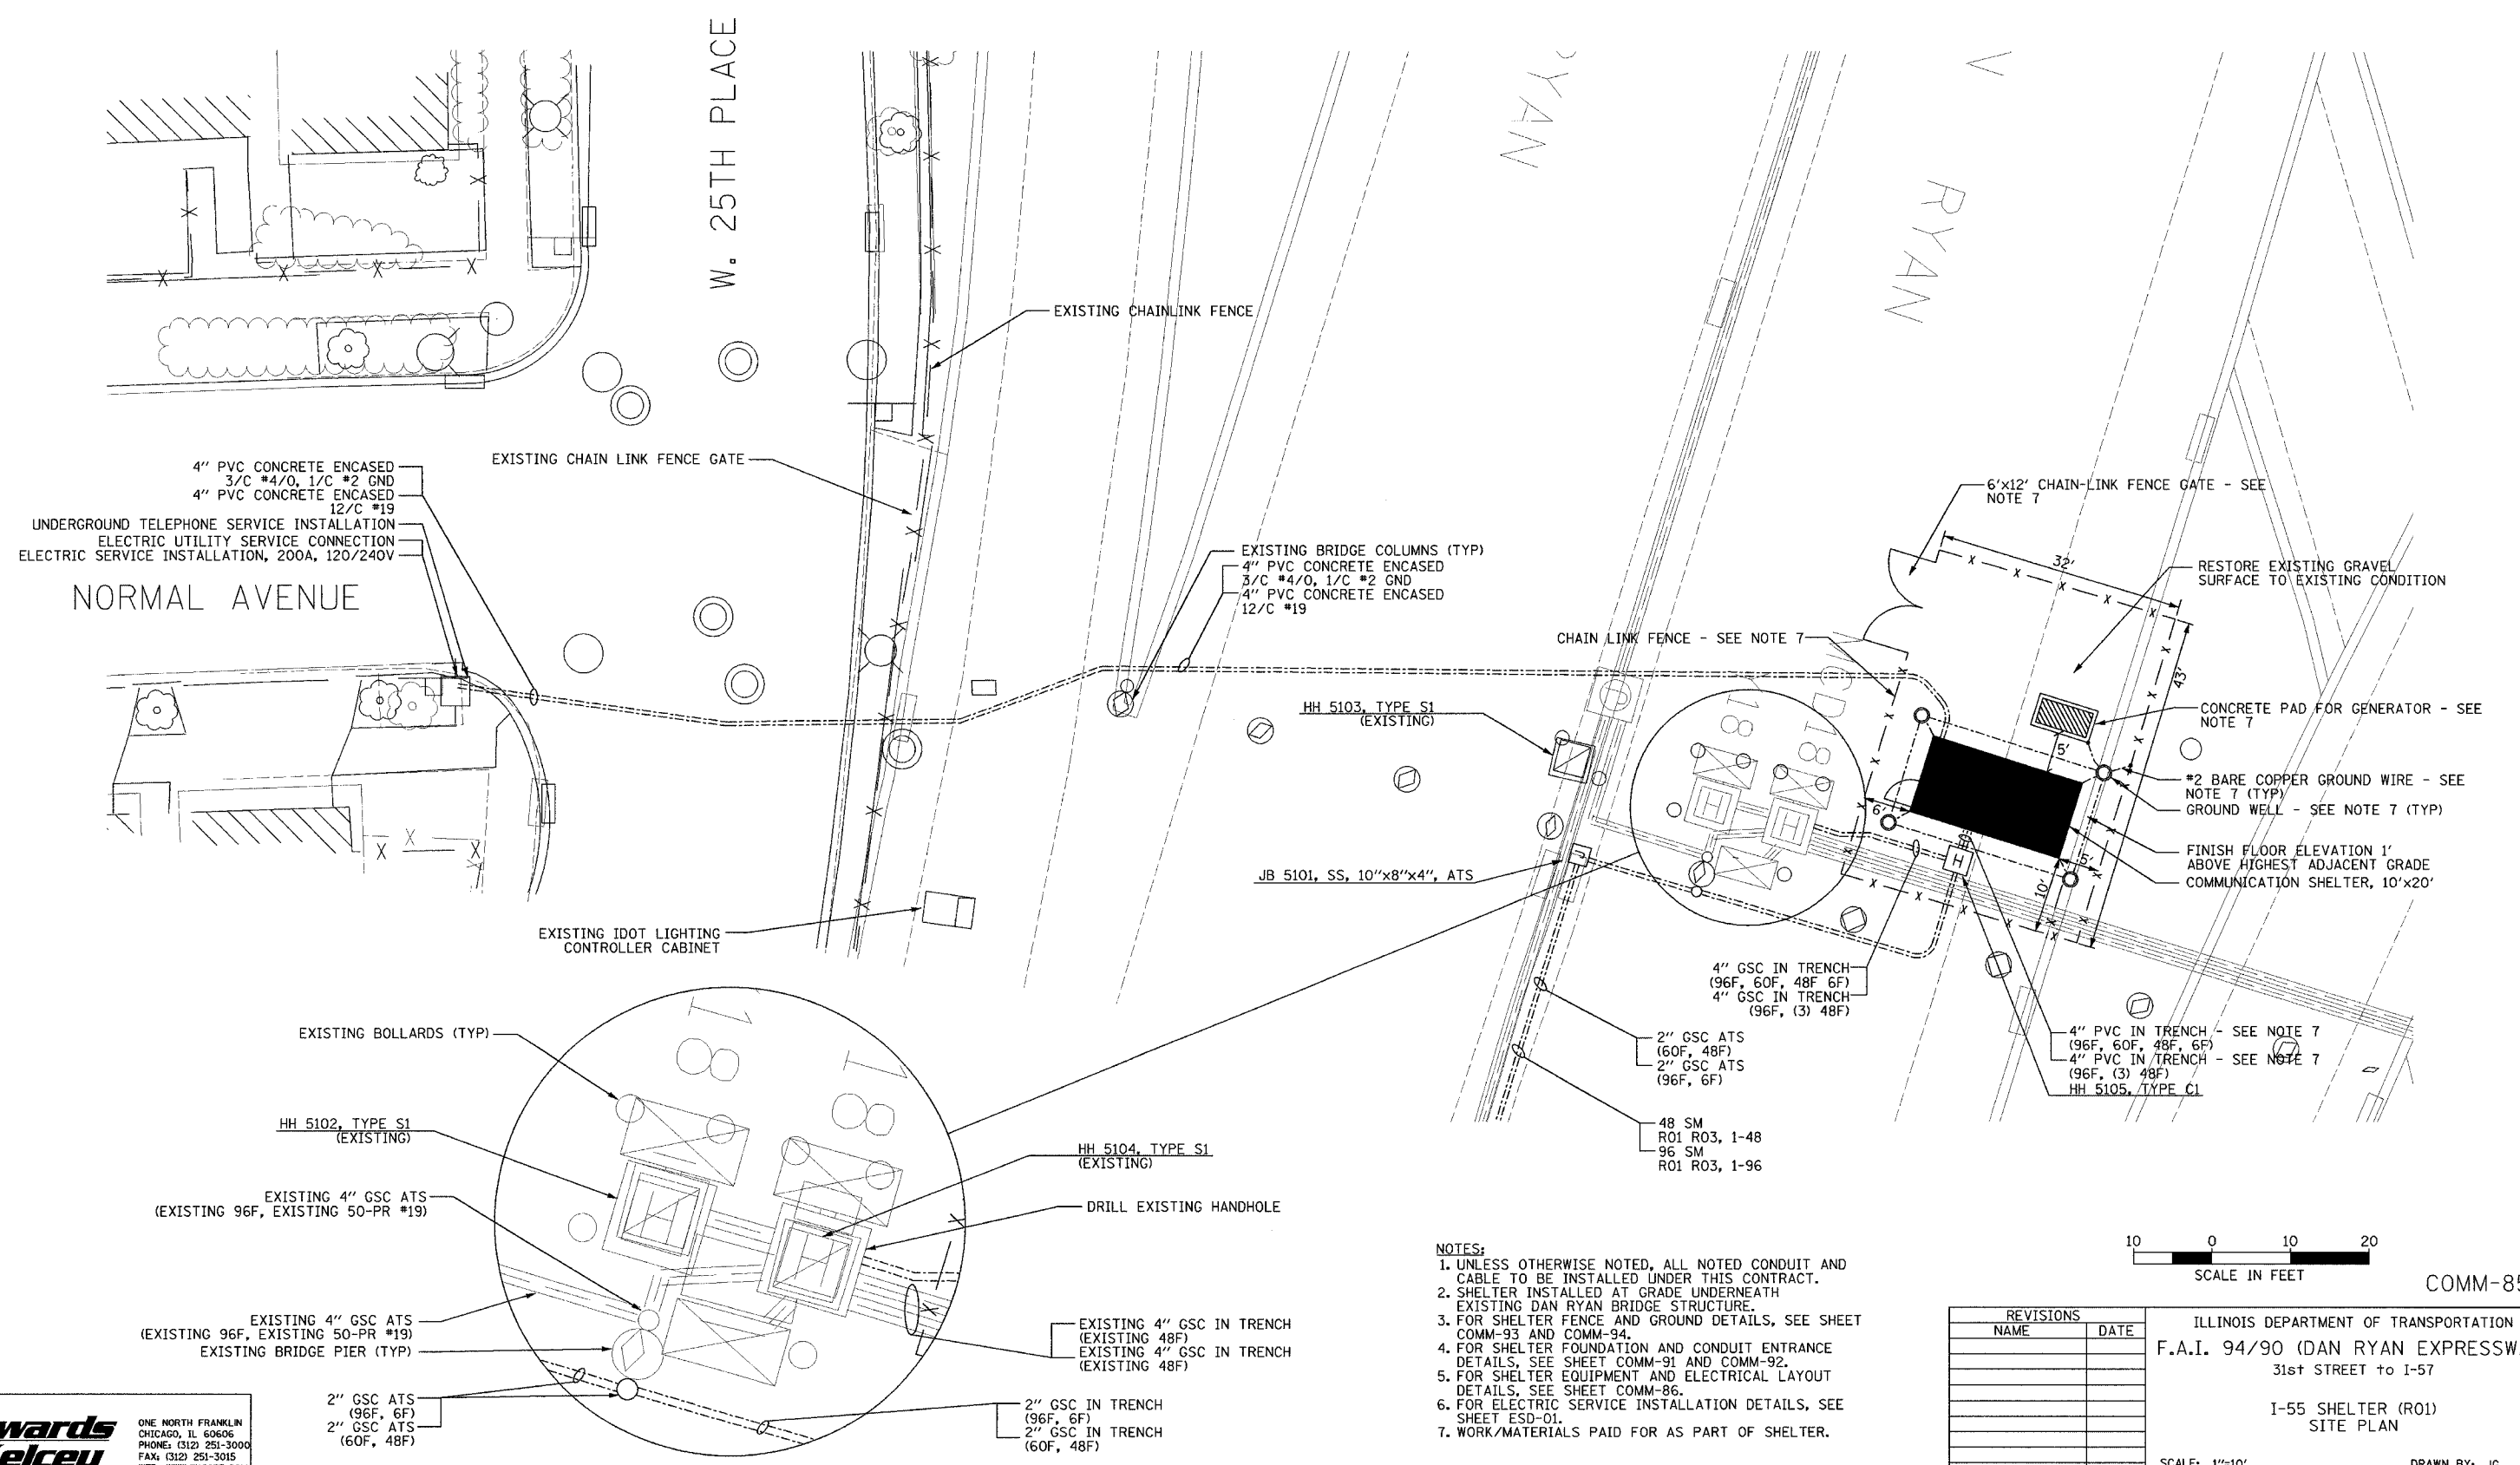 W. 25TH PLACE
RYAN
RYAN
EXISTING CHAINLINK FENCE
4" PVC CONCRETE ENCASED
3/C #4/0, 1/C #2 GND
4" PVC CONCRETE ENCASED
12/C #19
UNDERGROUND TELEPHONE SERVICE INSTALLATION
ELECTRIC UTILITY SERVICE CONNECTION
ELECTRIC SERVICE INSTALLATION, 200A, 120/240V
NORMAL AVENUE
EXISTING CHAIN LINK FENCE GATE
EXISTING BRIDGE COLUMNS (TYP)
4" PVC CONCRETE ENCASED
3/C #4/0, 1/C #2 GND
4" PVC CONCRETE ENCASED
12/C #19
6'x12' CHAIN-LINK FENCE GATE - SEE
NOTE 7
32'
RESTORE EXISTING GRAVEL
SURFACE TO EXISTING CONDITION
CHAIN LINK FENCE - SEE NOTE 7
43'
HH 5103, TYPE S1
(EXISTING)
CONCRETE PAD FOR GENERATOR - SEE
NOTE 7
5'
#2 BARE COPPER GROUND WIRE - SEE
NOTE 7 (TYP)
GROUND WELL - SEE NOTE 7 (TYP)
6'
FINISH FLOOR ELEVATION 1'
ABOVE HIGHEST ADJACENT GRADE
5'
COMMUNICATION SHELTER, 10'x20'
10'
H
H
H
J
JB 5101, SS, 10"x8"x4", ATS
EXISTING IDOT LIGHTING
CONTROLLER CABINET
4" GSC IN TRENCH
(96F, 60F, 48F 6F)
4" GSC IN TRENCH
(96F, (3) 48F)
2" GSC ATS
(60F, 48F)
2" GSC ATS
(96F, 6F)
4" PVC IN TRENCH - SEE NOTE 7
(96F, 60F, 48F, 6F)
4" PVC IN TRENCH - SEE NOTE 7
(96F, (3) 48F)
HH 5105, TYPE C1
48 SM
R01 R03, 1-48
96 SM
R01 R03, 1-96
EXISTING BOLLARDS (TYP)
18
18
HH 5102, TYPE S1
(EXISTING)
H
H
HH 5104, TYPE S1
(EXISTING)
EXISTING 4" GSC ATS
(EXISTING 96F, EXISTING 50-PR #19)
DRILL EXISTING HANDHOLE
EXISTING 4" GSC ATS
(EXISTING 96F, EXISTING 50-PR #19)
EXISTING BRIDGE PIER (TYP)
EXISTING 4" GSC IN TRENCH
(EXISTING 48F)
EXISTING 4" GSC IN TRENCH
(EXISTING 48F)
2" GSC ATS
(96F, 6F)
2" GSC ATS
(60F, 48F)
2" GSC IN TRENCH
(96F, 6F)
2" GSC IN TRENCH
(60F, 48F)
NOTES:
1. UNLESS OTHERWISE NOTED, ALL NOTED CONDUIT AND
CABLE TO BE INSTALLED UNDER THIS CONTRACT.
2. SHELTER INSTALLED AT GRADE UNDERNEATH
EXISTING DAN RYAN BRIDGE STRUCTURE.
3. FOR SHELTER FENCE AND GROUND DETAILS, SEE SHEET
COMM-93 AND COMM-94.
4. FOR SHELTER FOUNDATION AND CONDUIT ENTRANCE
DETAILS, SEE SHEET COMM-91 AND COMM-92.
5. FOR SHELTER EQUIPMENT AND ELECTRICAL LAYOUT
DETAILS, SEE SHEET COMM-86.
6. FOR ELECTRIC SERVICE INSTALLATION DETAILS, SEE
SHEET ESD-01.
7. WORK/MATERIALS PAID FOR AS PART OF SHELTER.
10 0 10 20
SCALE IN FEET
COMM-85
REVISIONS
NAME DATE
ILLINOIS DEPARTMENT OF TRANSPORTATION
F.A.I. 94/90 (DAN RYAN EXPRESSWA
31st STREET to I-57
I-55 SHELTER (R01)
SITE PLAN
SCALE: 1"=10'
DRAWN BY: JG
wards
elcey
ONE NORTH FRANKLIN
CHICAGO, IL 60606
PHONE: (312) 251-3000
FAX: (312) 251-3015